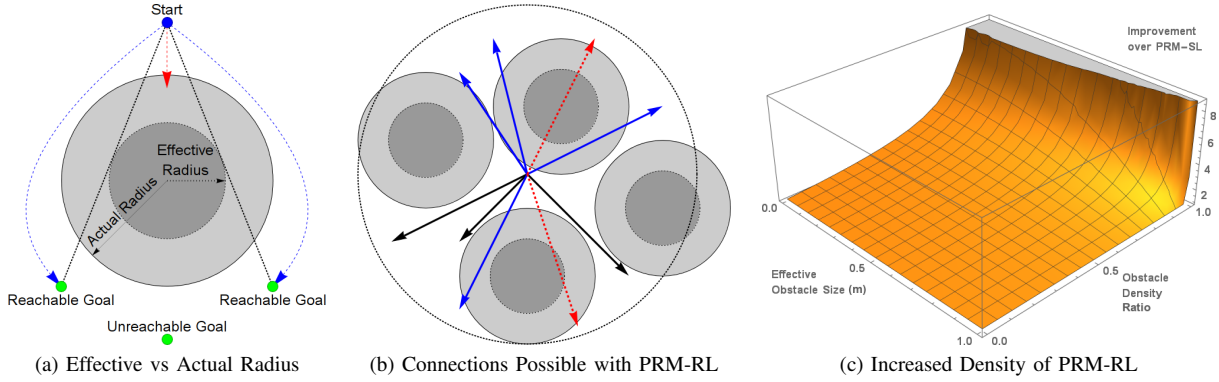 Start
Effective
Radius
Actual Radius
Reachable Goal
Reachable Goal
Unreachable Goal
(a) Effective vs Actual Radius
(b) Connections Possible with PRM-RL
Improvement
over PRM-SL
8
6
4
2
1.0
0.0
0.5
Effective
Obstacle Size (m)
0.5
Obstacle
Density
Ratio
1.0
0.0
(c) Increased Density of PRM-RL